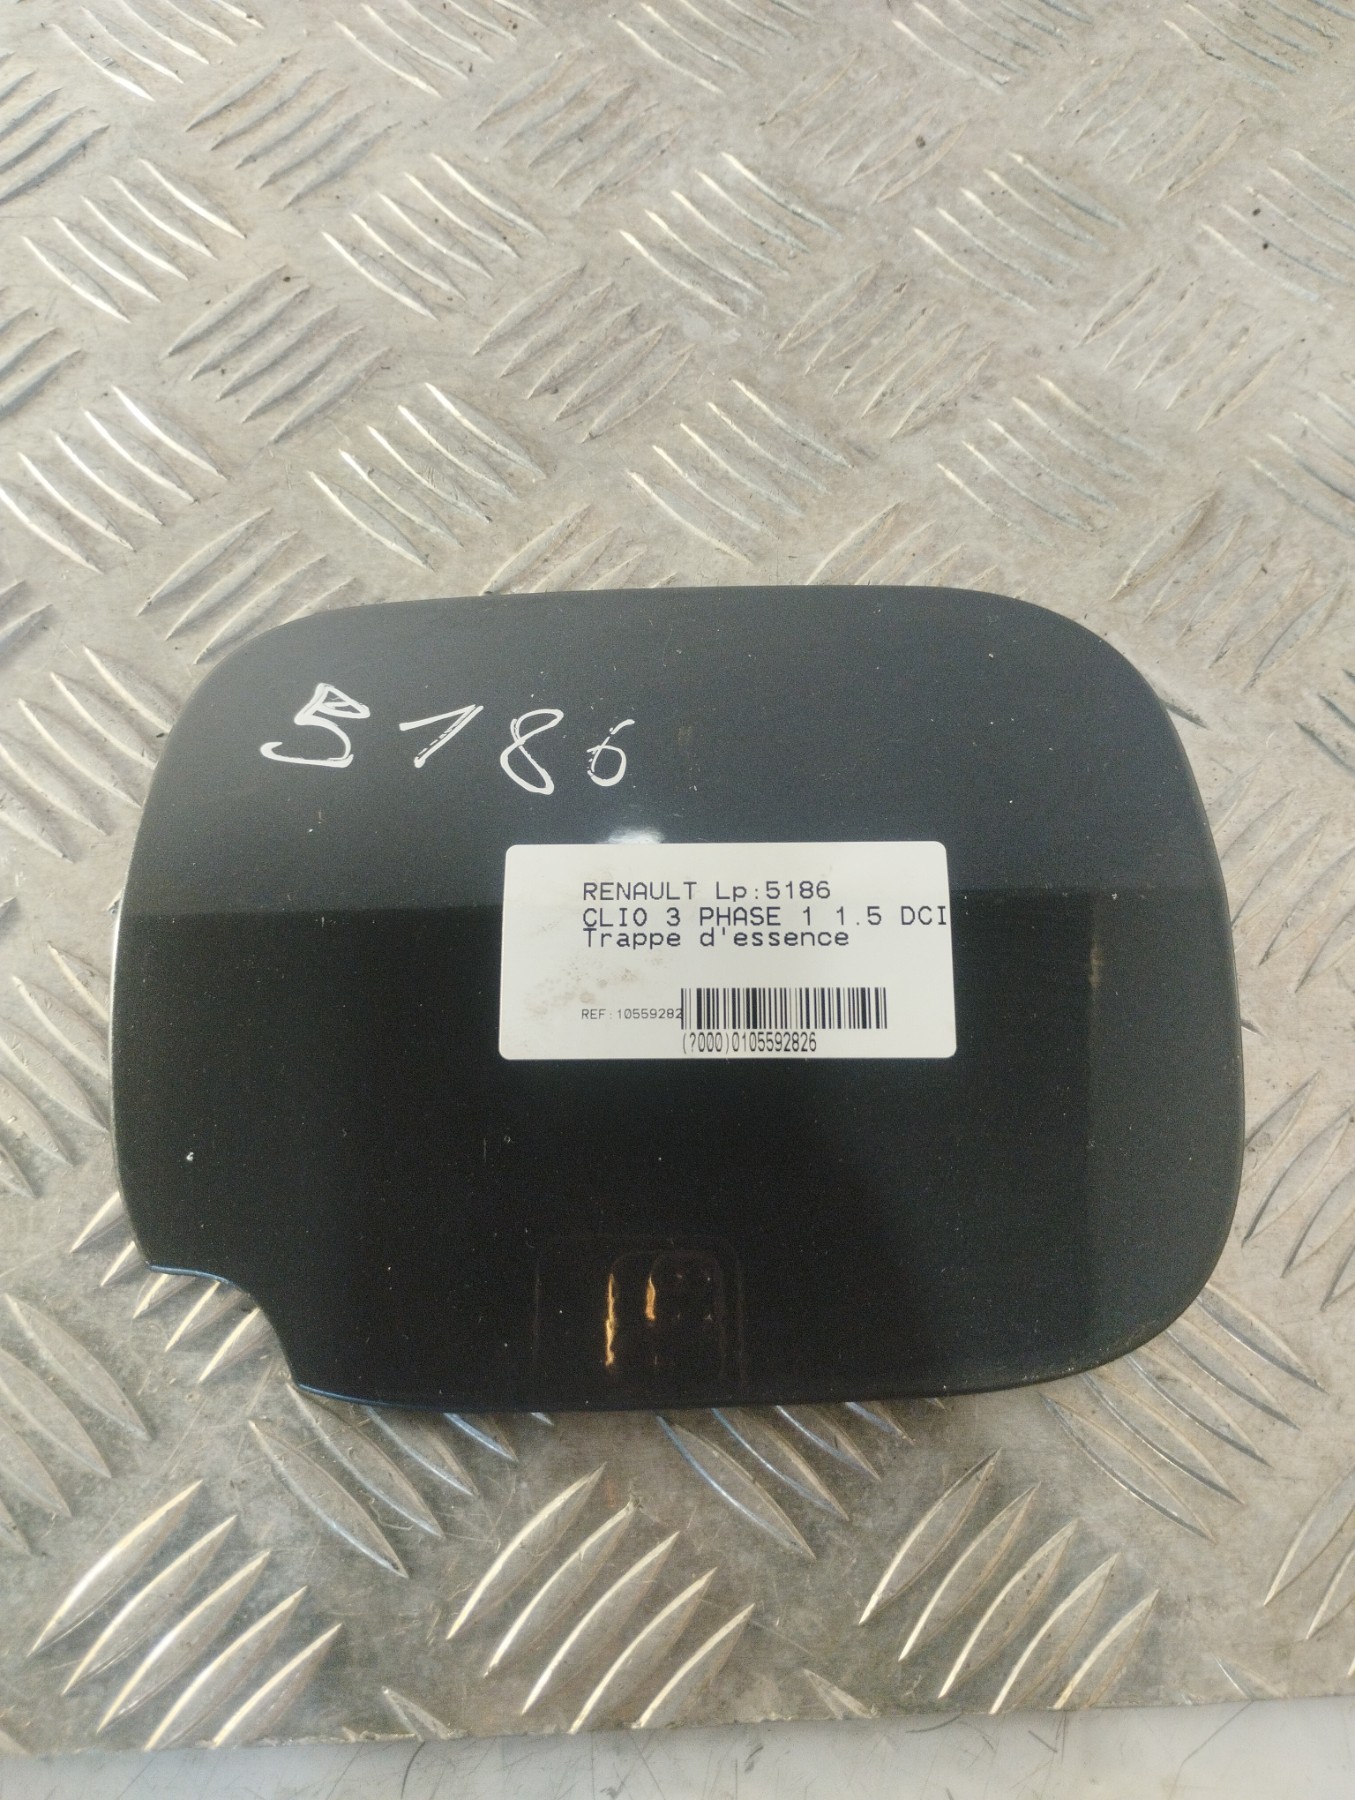 5186
RENAULT Lp:5186
CLIO 3 PHASE 1 1.5 DCI
Trappe d'essence
REF:10559282
(?000)0105592826